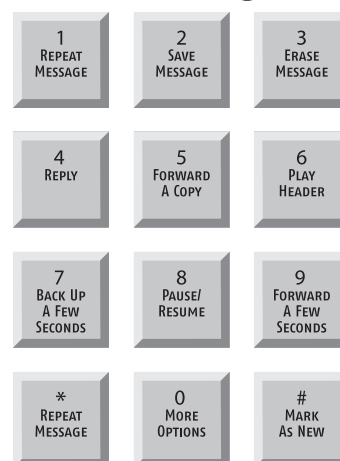 1
REPEAT
MESSAGE
2
SAVE
MESSAGE
3
ERASE
MESSAGE
4
REPLY
5
FORWARD
A COPY
6
PLAY
HEADER
7
BACK UP
A FEW
SECONDS
8
PAUSE/
RESUME
9
FORWARD
A FEW
SECONDS
*
REPEAT
MESSAGE
0
MORE
OPTIONS
#
MARK
AS NEW